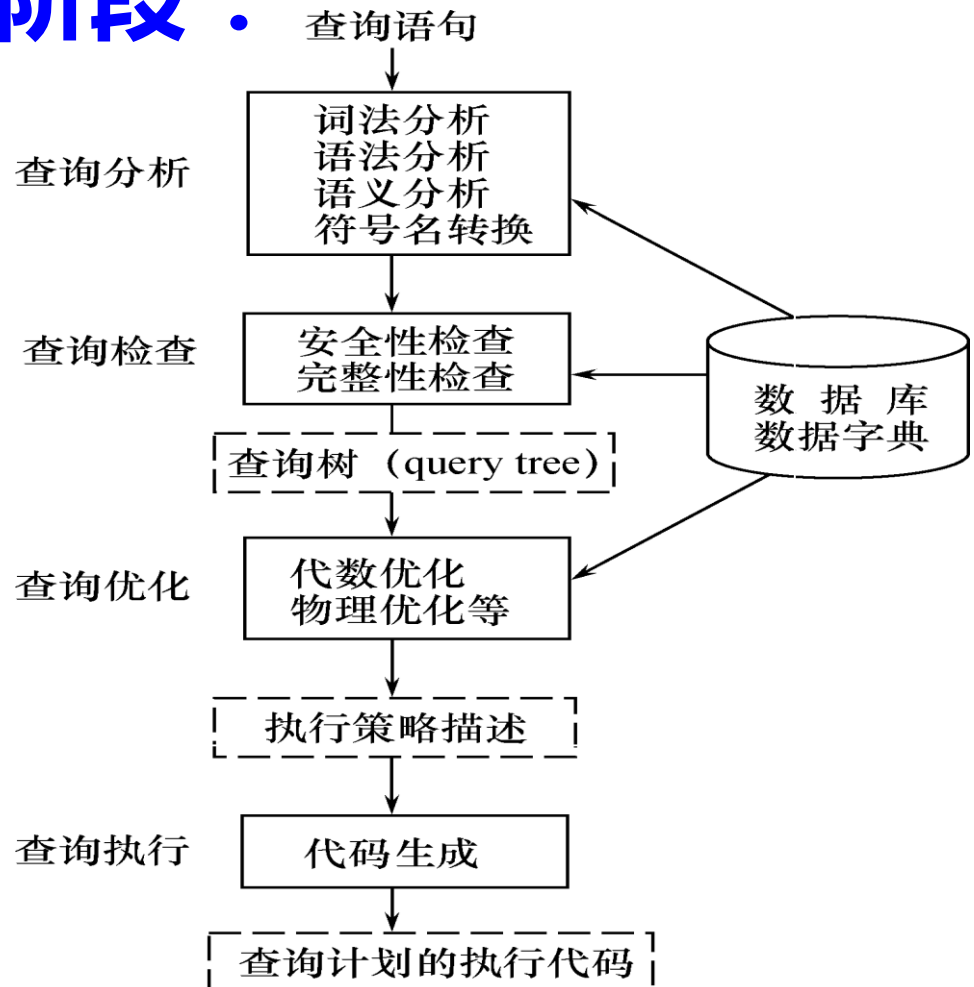 阶段：
查询语句
查询分析
词法分析
语法分析
语义分析
符号名转换
查询检查
安全性检查
完整性检查
数 据 库
数据字典
查询树（query tree）
查询优化
代数优化
物理优化等
执行策略描述
查询执行
代码生成
查询计划的执行代码